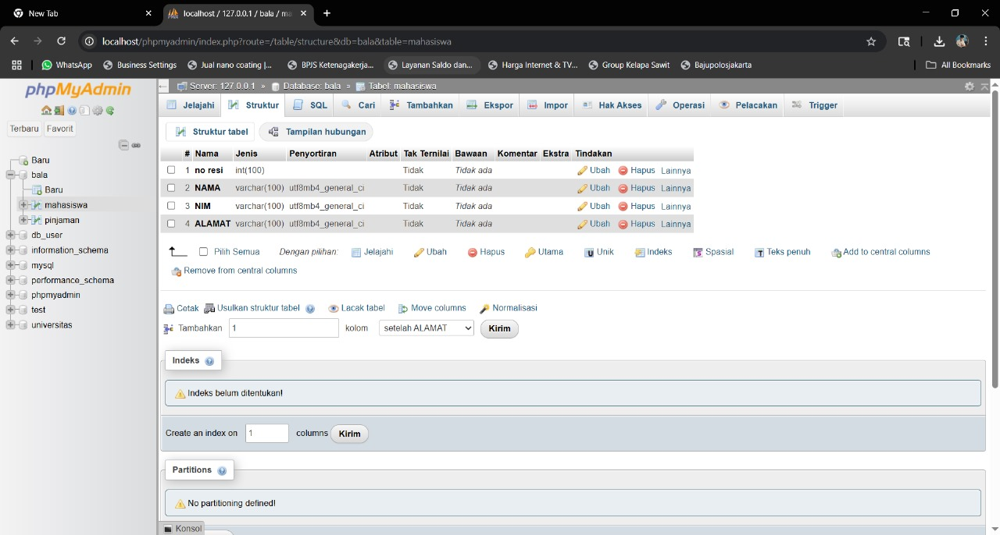 New Tab
localhost / 127.0.0.1 / bala / ma
localhost/phpmyadmin/index.php?route=/table/structure&db=bala&table=mahasiswa
WhatsApp Business Settings Jual nano coating |... BPJS Ketenagakerja... Layanan Saldo dan... Harga Internet & TV... Group Kelapa Sawit Bajupolosjakarta All Bookmarks
phpMyAdmin
Terbaru Favorit
Baru
bala
Baru
mahasiswa
pinjaman
db_user
information_schema
mysql
performance_schema
phpmyadmin
test
universitas
Server: 127.0.0.1 » Database: bala » Tabel: mahasiswa
Jelajahi Struktur SQL Cari Tambahkan Ekspor Impor Hak Akses Operasi Pelacakan Trigger
Struktur tabel Tampilan hubungan
# Nama Jenis Penyortiran Atribut Tak Ternilai Bawaan Komentar Ekstra Tindakan
1 no resi int(100) Tidak Tidak ada Ubah Hapus Lainnya
2 NAMA varchar(100) utf8mb4_general_ci Tidak Tidak ada Ubah Hapus Lainnya
3 NIM varchar(100) utf8mb4_general_ci Tidak Tidak ada Ubah Hapus Lainnya
4 ALAMAT varchar(100) utf8mb4_general_ci Tidak Tidak ada Ubah Hapus Lainnya
Pilih Semua Dengan pilihan: Jelajahi Ubah Hapus Utama Unik Indeks Spasial Teks penuh Add to central columns
Remove from central columns
Cetak Usulkan struktur tabel Lacak tabel Move columns Normalisasi
Tambahkan 1 kolom setelah ALAMAT Kirim
Indeks
Indeks belum ditentukan!
Create an index on 1 columns Kirim
Partitions
No partitioning defined!
Konsol